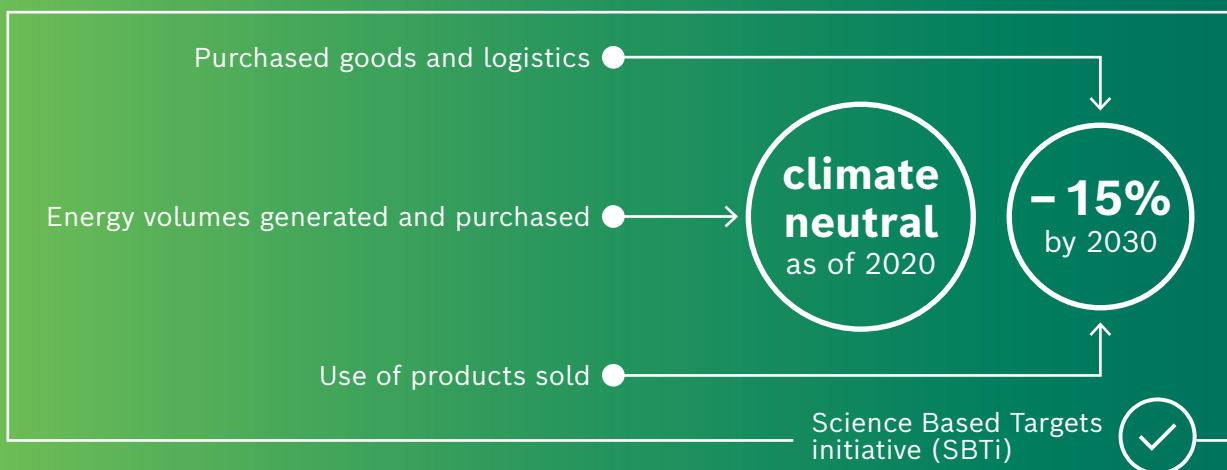 Purchased goods and logistics
Energy volumes generated and purchased
climate
neutral
as of 2020
– 15%
by 2030
Use of products sold
Science Based Targets
initiative (SBTi)